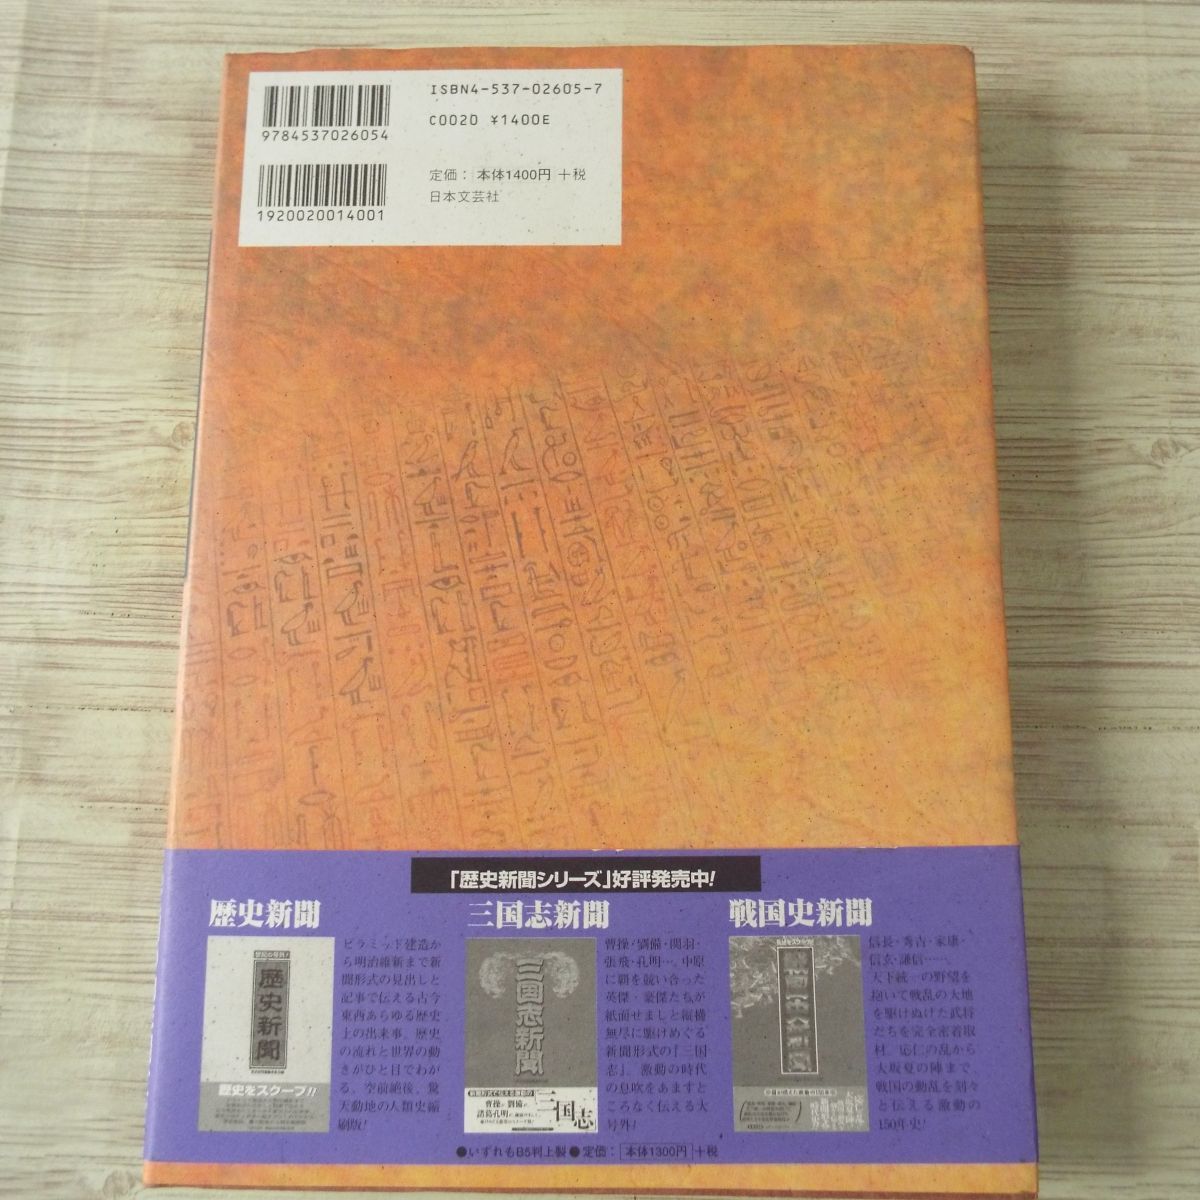 ISBN4-537-02605-7
9784537026054
C0020 ¥1400E
定価： 本体1400円 +税
日本文芸社
1920020014001
「歴史新聞シリーズ」好評発売中!
歴史新聞
歴史新聞
歴史をスクープ!!
ピラミッド建造か
ら明治維新まで新
聞形式の見出しと
記事で伝える古今
東西あらゆる歴史
上の出来事。歴史
の流れと世界の動
きがひと目でわか
る、空前絶後、驚
天動地の人類史縮
刷版!
三国志新聞
三国志新聞
曹操、劉備、
諸葛孔明
三国志
曹操・劉備・関羽・
張飛・孔明…。中原
に覇を競い合った
英傑・豪傑たちが
紙面せましと縦横
無尽に駆けめぐる
新聞形式の『三国
志』。激動の時代
の息吹をあますと
ころなく伝える大
号外!
戦国史新聞
信長・秀吉・家康・
信玄・謙信……。
天下統一の野望を
抱いて戦乱の大地
を駆けぬけた武将
たちを完全密着取
材。応仁の乱から
大坂夏の陣まで、
戦国の動乱を刻々
と伝える激動の
150年史!
●いずれもB5判上製●定価： 本体1300円 +税